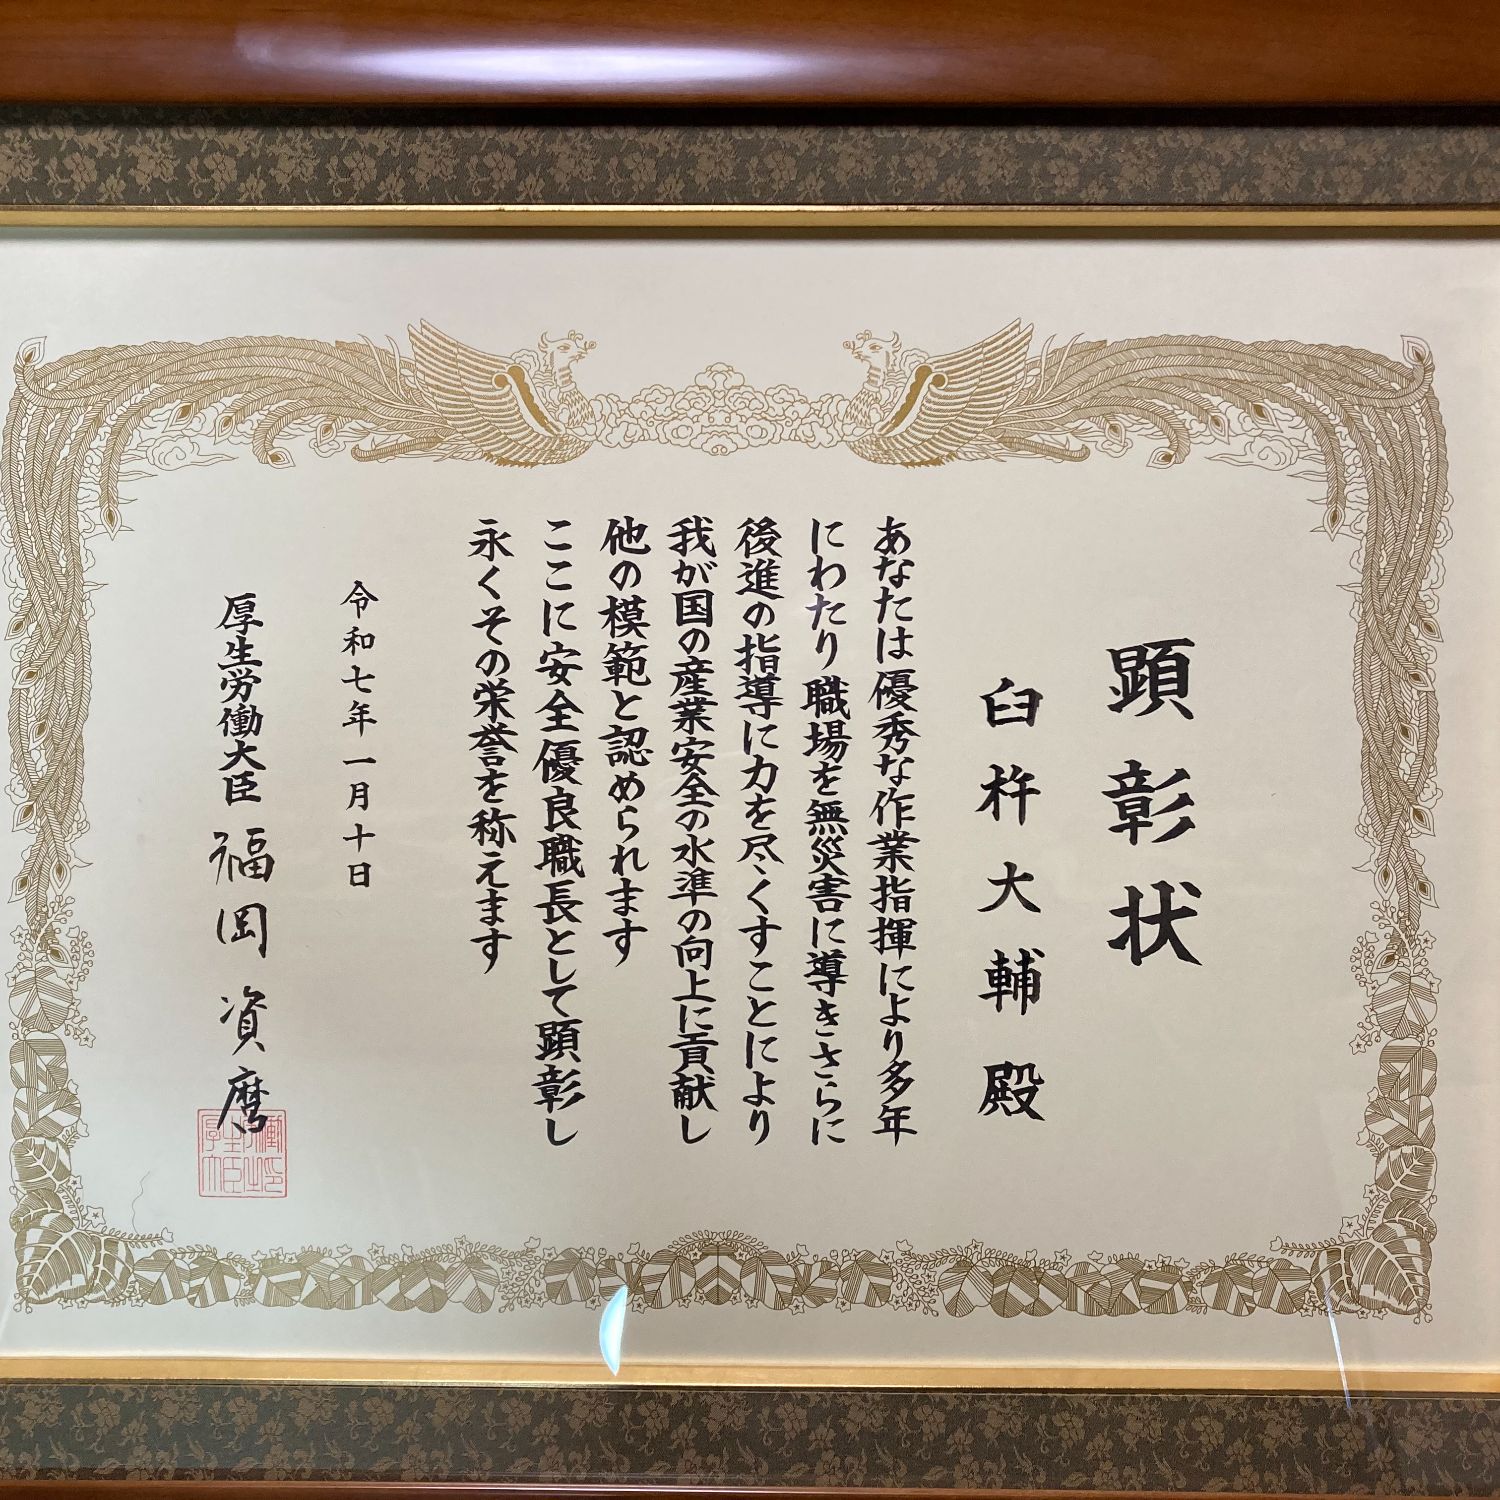 顕彰状
臼杵大輔殿
あなたは優秀な作業指揮により多年
にわたり職場を無災害に導きさらに
後進の指導に力を尽くすことにより
我が国の産業安全の水準の向上に貢献し
他の模範と認められます
ここに安全優良職長として顕彰し
永くその栄誉を称えます
令和七年一月十日
厚生労働大臣 福岡資麿